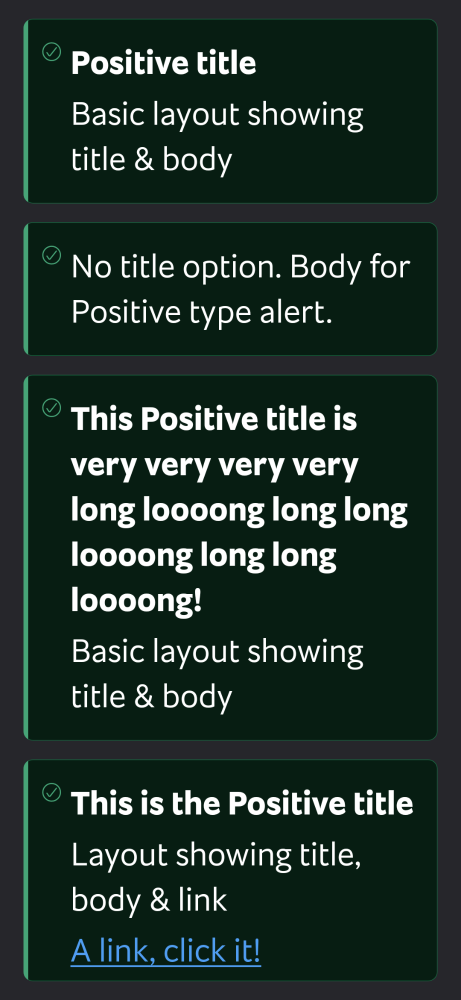 Positive title
Basic layout showing
title & body
No title option. Body for
Positive type alert.
This Positive title is
very very very very
long loooong long long
loooong long long
loooong!
Basic layout showing
title & body
This is the Positive title
Layout showing title,
body & link
A link, click it!